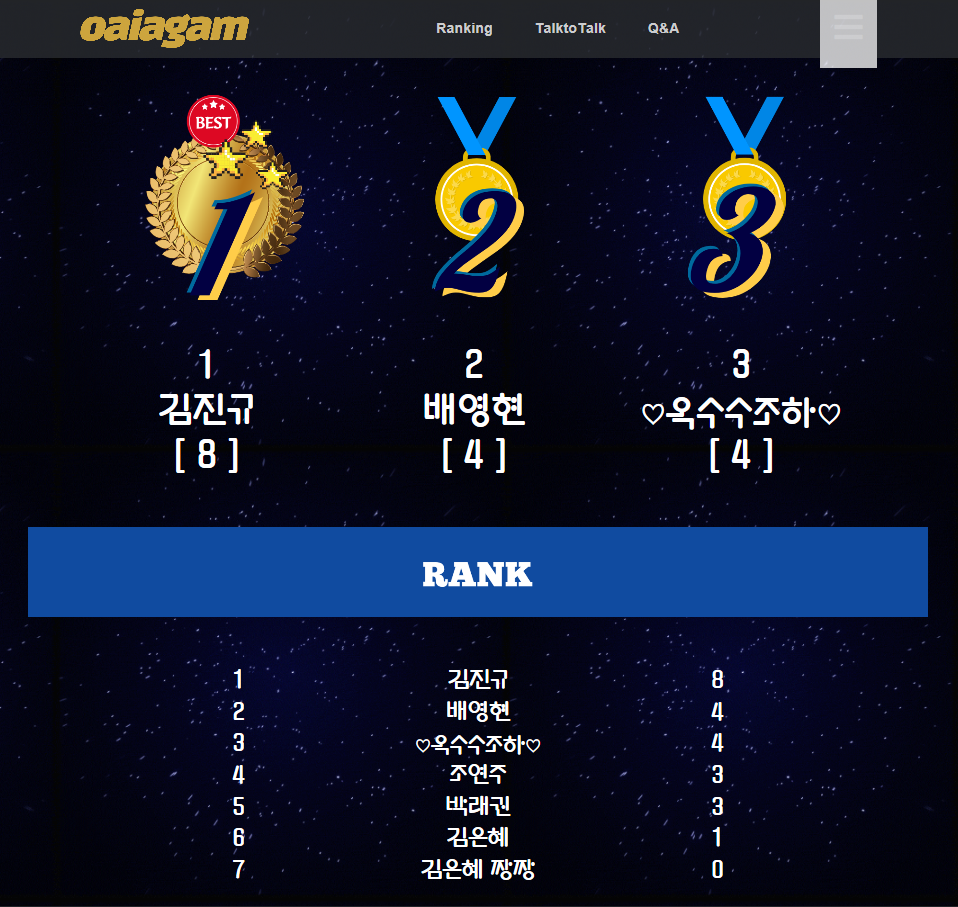 oaiagam
Ranking TalktoTalk Q&A
BEST
1 2 3
1 2 3
김진규 배영현 ♡옥수수조하♡
[ 8 ] [ 4 ] [ 4 ]
RANK
1 김진규 8
2 배영현 4
3 ♡옥수수조하♡ 4
4 조연주 3
5 박래권 3
6 김은혜 1
7 김은혜 짱짱 0